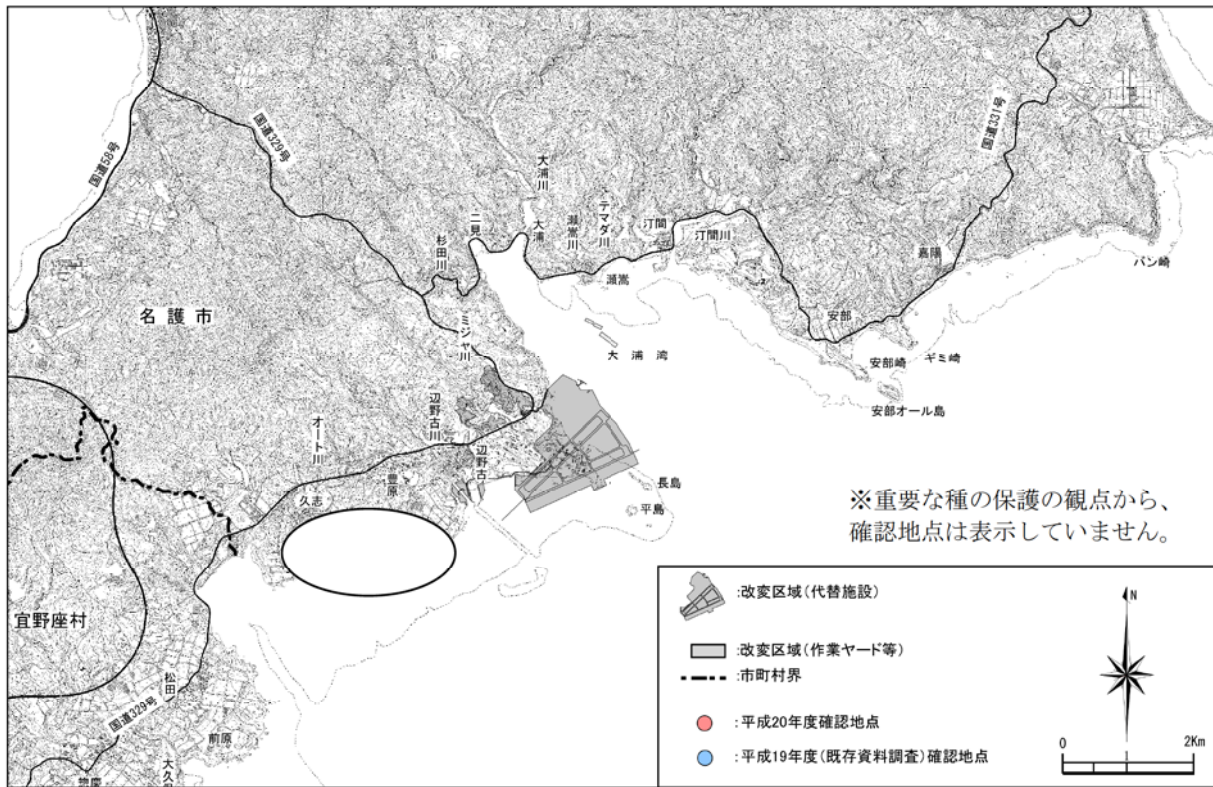 国道58号
国道329号
国道331号
大浦川
大浦
二見
杉田川
瀬嵩川
テマダ川
汀間
汀間川
瀬嵩
嘉陽
バン崎
安部
安部崎
ギミ崎
安部オール島
大浦湾
名護市
ミジャ川
辺野古川
辺野古
オート川
久志
豊原
長島
平島
※重要な種の保護の観点から、
確認地点は表示していません。
宜野座村
松田
国道329号
前原
:改変区域(代替施設)
:改変区域(作業ヤード等)
:市町村界
:平成20年度確認地点
:平成19年度(既存資料調査)確認地点
N
0 2Km